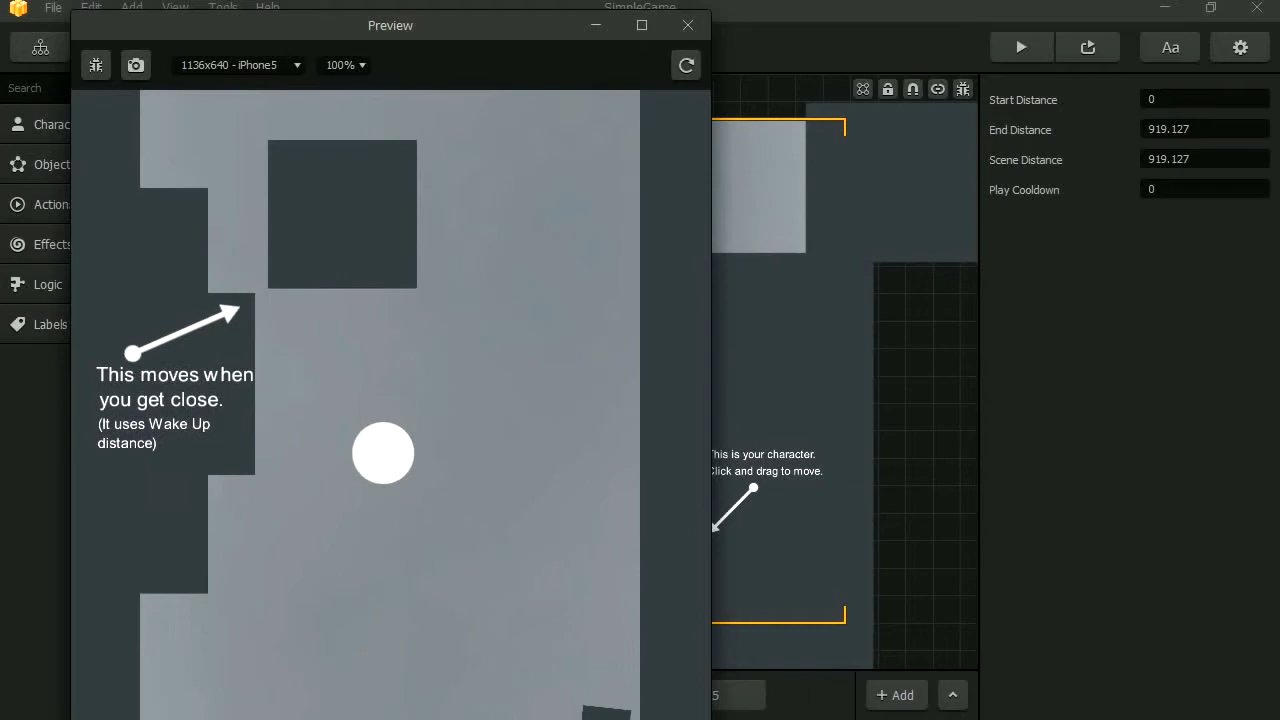 File Edit Add View Tools Help SimpleGame
Preview
1136x640 - iPhone5 100%
Aa
Search
Charac
Object
Action
Effects
Logic
Labels
This moves when
you get close.
(It uses Wake Up
distance)
This is your character.
Click and drag to move.
Start Distance 0
End Distance 919.127
Scene Distance 919.127
Play Cooldown 0
5
+ Add